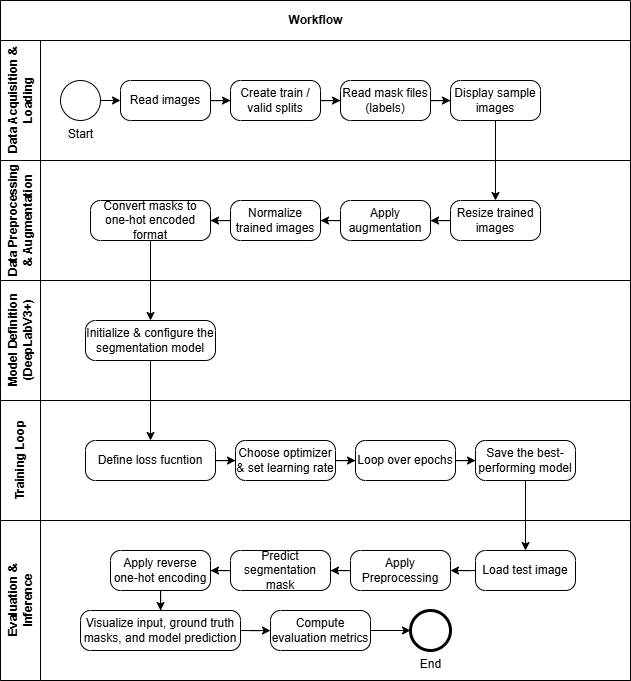 Workflow
Data Acquisition &
Loading
Start
Read images
Create train /
valid splits
Read mask files
(labels)
Display sample
images
Data Preprocessing
& Augmentation
Convert masks to
one-hot encoded
format
Normalize
trained images
Apply
augmentation
Resize trained
images
Model Definition
(DeepLabV3+)
Initialize & configure the
segmentation model
Training Loop
Define loss fucntion
Choose optimizer
& set learning rate
Loop over epochs
Save the best-
performing model
Evaluation &
Inference
Apply reverse
one-hot encoding
Predict
segmentation
mask
Apply
Preprocessing
Load test image
Visualize input, ground truth
masks, and model prediction
Compute
evaluation metrics
End